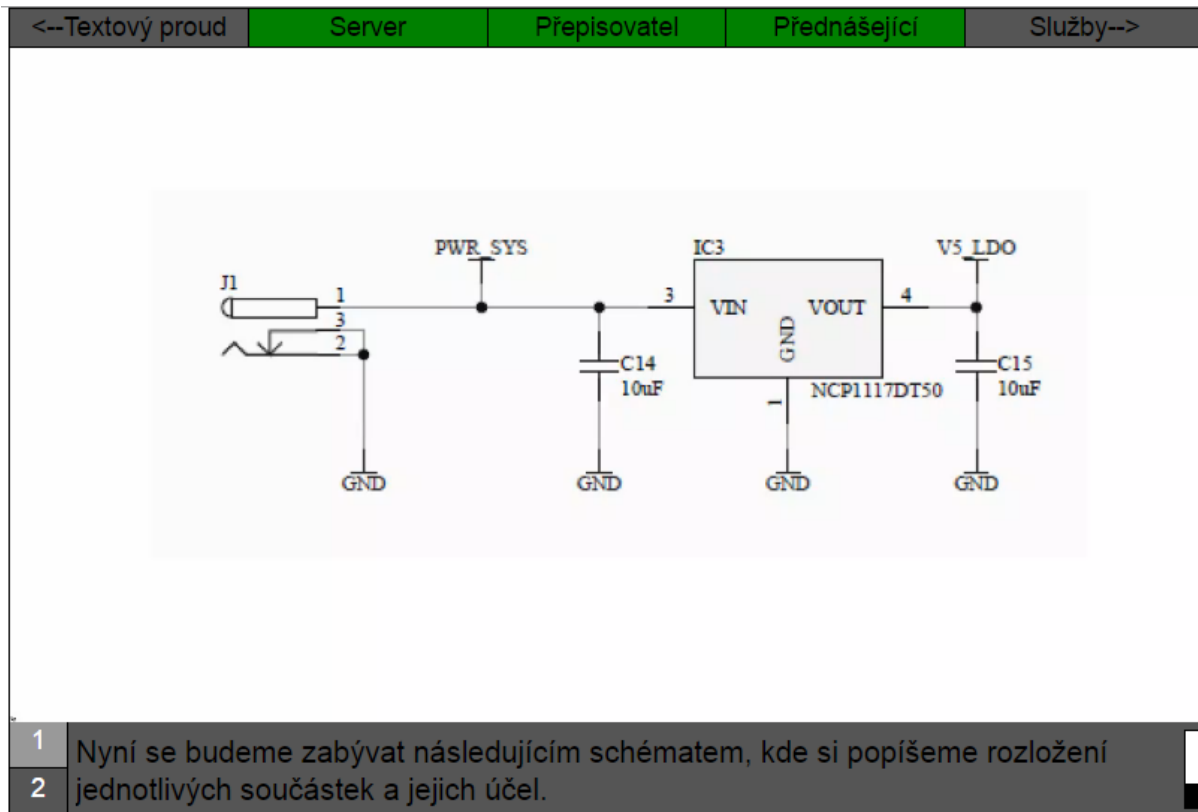 <--Textový proud Server Přepisovatel Přednášející Služby-->
PWR_SYS IC3 V5_LDO
J1
1 3 VIN VOUT 4
3
2 GND
C14 C15
10uF 1 NCP1117DT50 10uF
GND GND GND GND
1 Nyní se budeme zabývat následujícím schématem, kde si popíšeme rozložení
2 jednotlivých součástek a jejich účel.